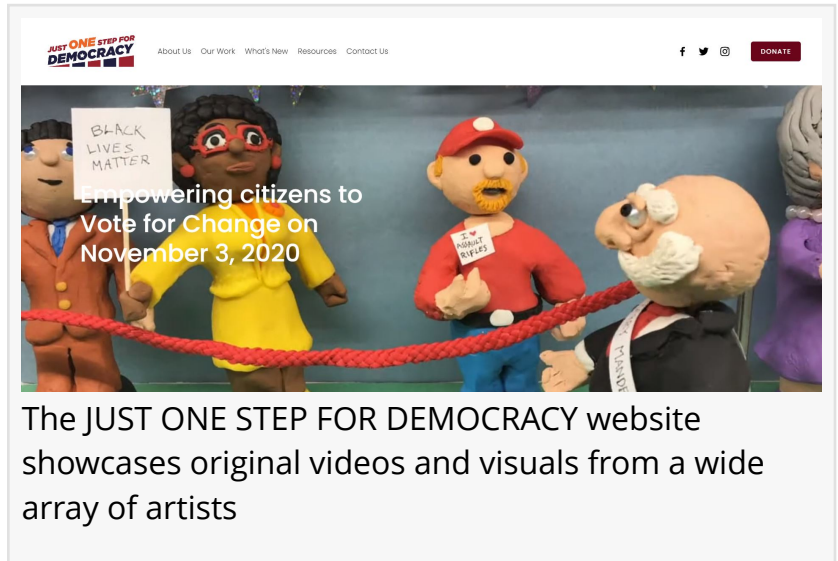 JUST ONE STEP FOR
DEMOCRACY
About Us Our Work What's New Resources Contact Us
DONATE
BLACK
LIVES
MATTER
Empowering citizens to
Vote for Change on
November 3, 2020
I ♥
ASSAULT
RIFLES
MANDE
The JUST ONE STEP FOR DEMOCRACY website
showcases original videos and visuals from a wide
array of artists